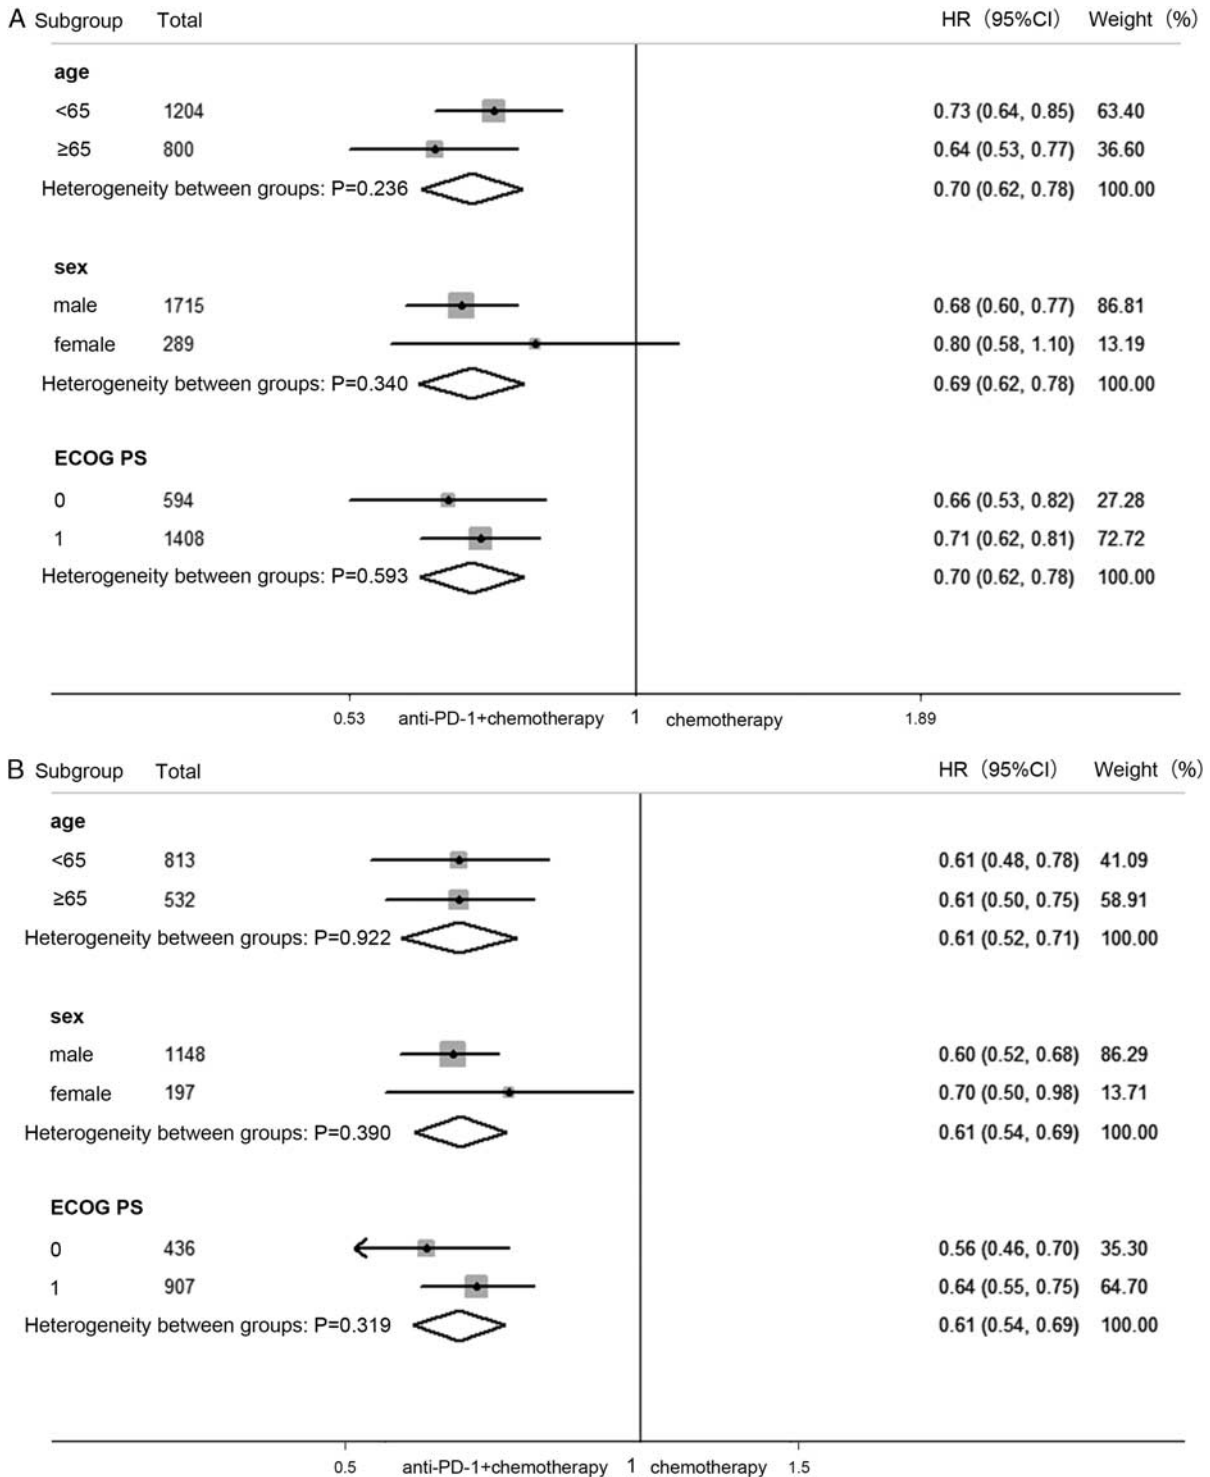 A Subgroup Total HR (95%CI) Weight (%)
age
<65 1204 0.73 (0.64, 0.85) 63.40
≥65 800 0.64 (0.53, 0.77) 36.60
Heterogeneity between groups: P=0.236 0.70 (0.62, 0.78) 100.00
sex
male 1715 0.68 (0.60, 0.77) 86.81
female 289 0.80 (0.58, 1.10) 13.19
Heterogeneity between groups: P=0.340 0.69 (0.62, 0.78) 100.00
ECOG PS
0 594 0.66 (0.53, 0.82) 27.28
1 1408 0.71 (0.62, 0.81) 72.72
Heterogeneity between groups: P=0.593 0.70 (0.62, 0.78) 100.00
0.53 anti-PD-1+chemotherapy 1 chemotherapy 1.89
B Subgroup Total HR (95%CI) Weight (%)
age
<65 813 0.61 (0.48, 0.78) 41.09
≥65 532 0.61 (0.50, 0.75) 58.91
Heterogeneity between groups: P=0.922 0.61 (0.52, 0.71) 100.00
sex
male 1148 0.60 (0.52, 0.68) 86.29
female 197 0.70 (0.50, 0.98) 13.71
Heterogeneity between groups: P=0.390 0.61 (0.54, 0.69) 100.00
ECOG PS
0 436 0.56 (0.46, 0.70) 35.30
1 907 0.64 (0.55, 0.75) 64.70
Heterogeneity between groups: P=0.319 0.61 (0.54, 0.69) 100.00
0.5 anti-PD-1+chemotherapy 1 chemotherapy 1.5